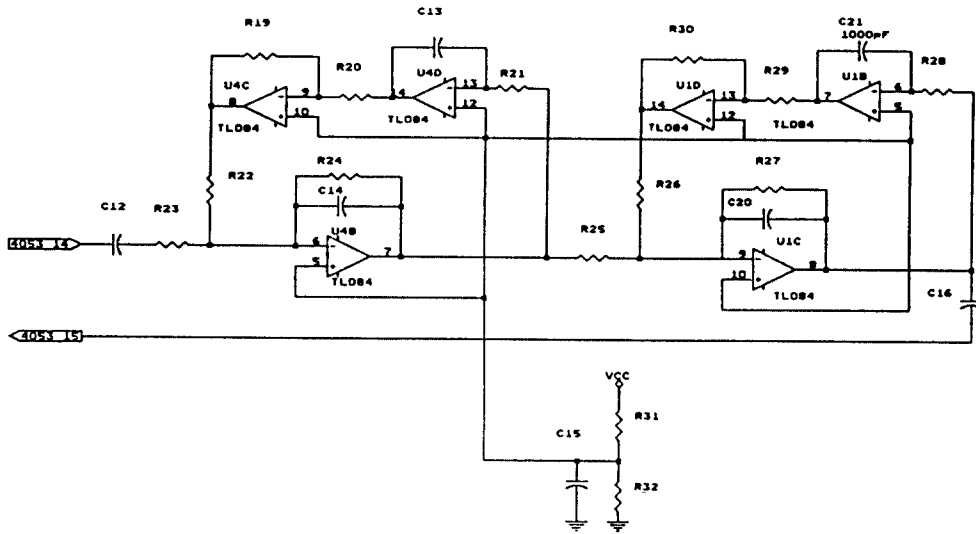 C13
C21
1000pF
R19
R30
R20
U4D
R21
R29
U1B
R28
U4C
U1D
8
9
14
13
14
13
7
6
10
12
12
5
TL084
TL084
TL084
TL084
R24
R27
R22
C14
R26
C12
R23
C20
U4B
R25
U1C
4053 14
6
7
9
8
5
10
TL084
TL084
C16
4053 15
VCC
R31
C15
R32